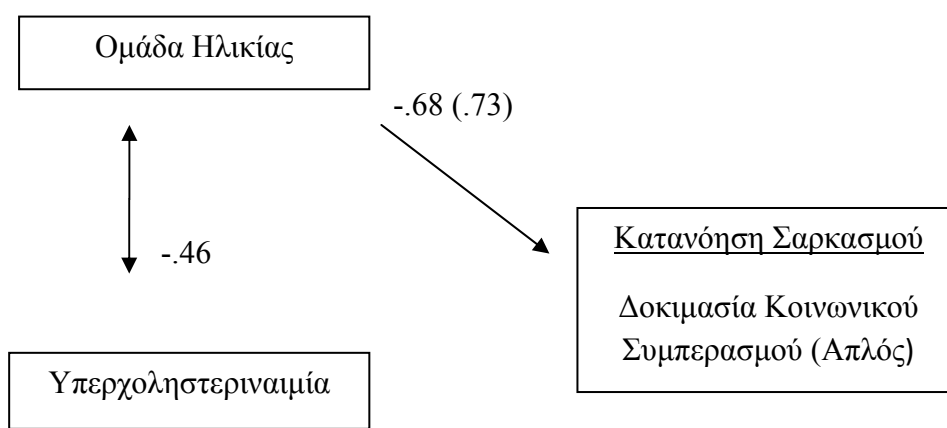 Ομάδα Ηλικίας
-.68 (.73)
-.46
Κατανόηση Σαρκασμού
Δοκιμασία Κοινωνικού
Συμπερασμού (Απλός)
Υπερχοληστεριναιμία